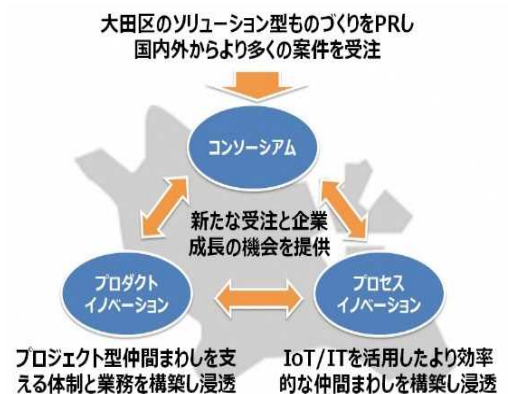 大田区のソリューション型ものづくりをPRし
国内外からより多くの案件を受注
コンソーシアム
新たな受注と企業
成長の機会を提供
プロダクト
イノベーション
プロセス
イノベーション
プロジェクト型仲間まわしを支
える体制と業務を構築し浸透
IoT/ITを活用したより効率
的な仲間まわしを構築し浸透